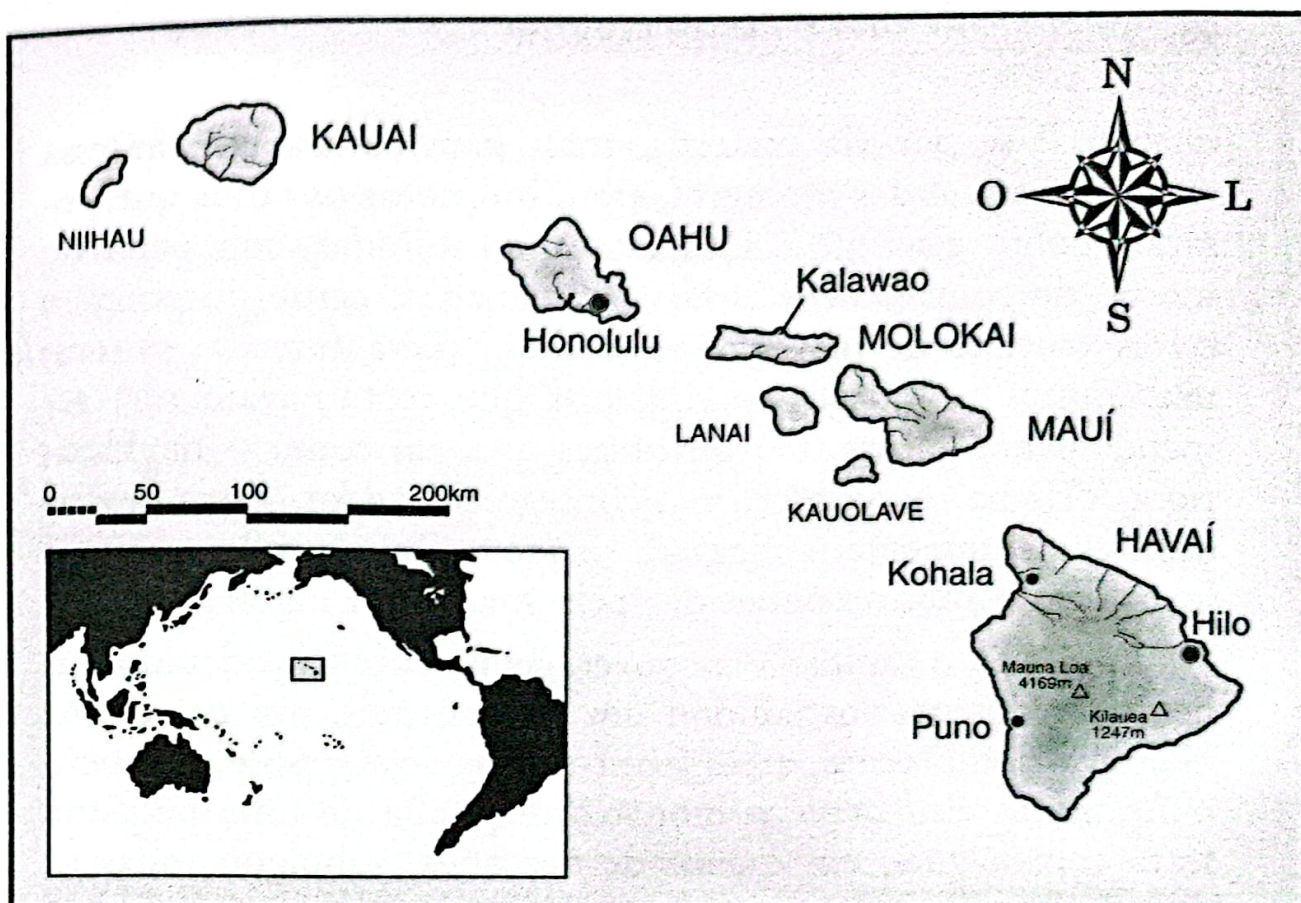 N
KAUAI
O
L
NIIHAU
OAHU
Kalawao
S
Honolulu
MOLOKAI
LANAI
MAUÍ
0 50 100 200km
KAUOLAVE
HAVAÍ
Kohala
Hilo
Mauna Loa
4169m
Puno
Kilauea
1247m